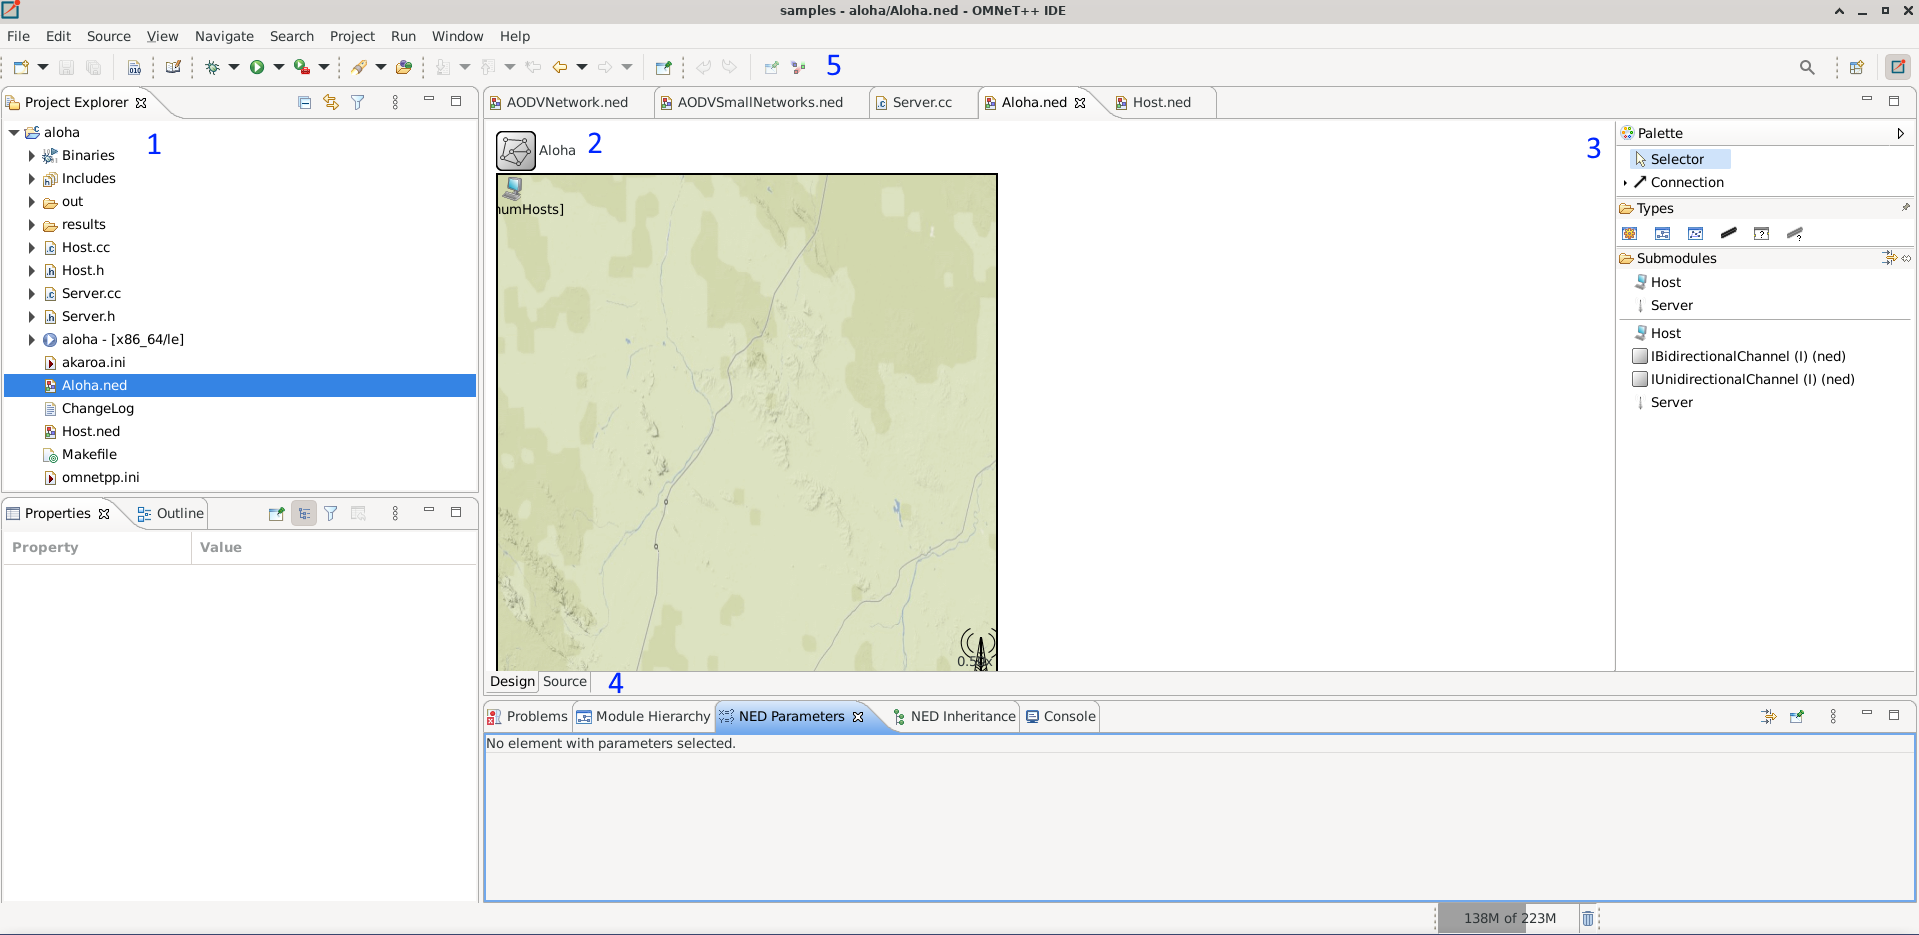 samples - aloha/Aloha.ned - OMNeT++ IDE
File Edit Source View Navigate Search Project Run Window Help
010
5
Project Explorer
aloha
1
Binaries
Includes
out
results
Host.cc
Host.h
Server.cc
Server.h
aloha - [x86_64/le]
akaroa.ini
Aloha.ned
ChangeLog
Host.ned
Makefile
omnetpp.ini
Properties Outline
Property Value
AODVNetwork.ned AODVSmallNetworks.ned Server.cc Aloha.ned Host.ned
Aloha 2
numHosts]
3
Palette
Selector
Connection
Types
Submodules
Host
Server
Host
IBidirectionalChannel (I) (ned)
IUnidirectionalChannel (I) (ned)
Server
Design Source 4
Problems Module Hierarchy NED Parameters NED Inheritance Console
No element with parameters selected.
138M of 223M